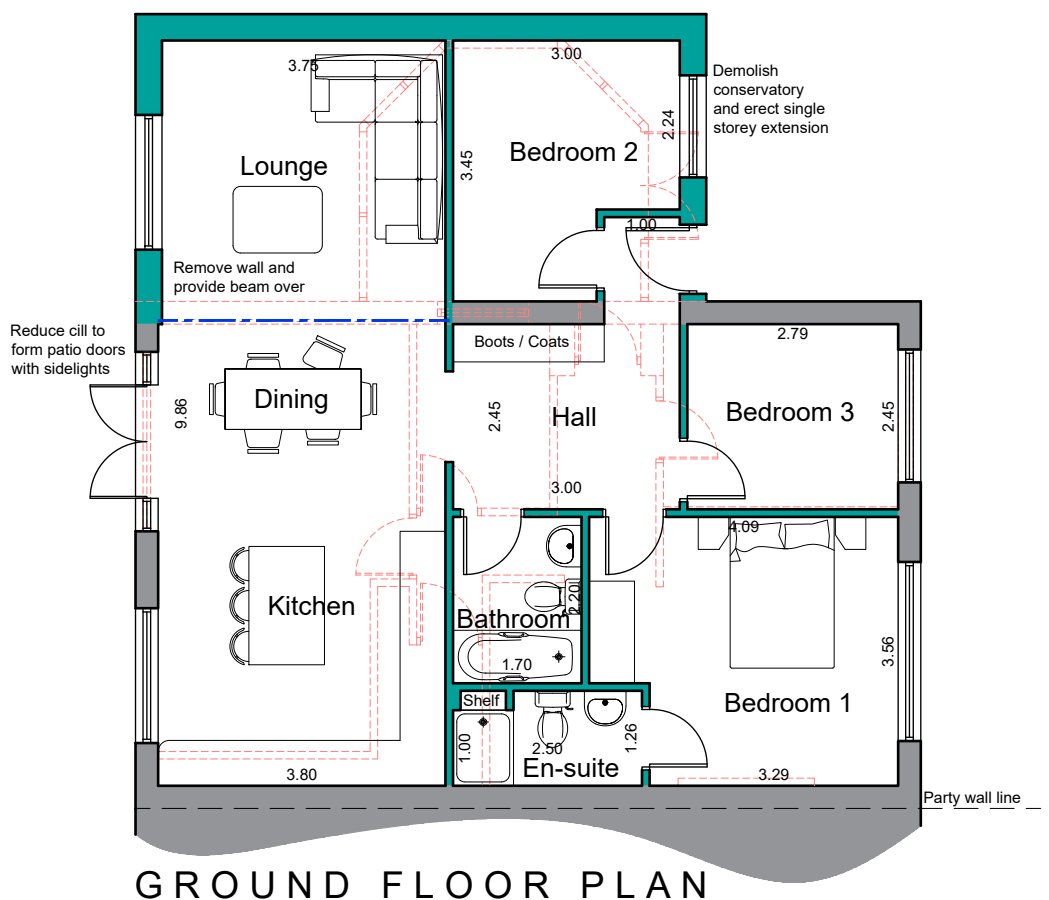 3.75
3.00
Demolish
conservatory
and erect single
storey extension
2.24
Lounge
Bedroom 2
3.45
1.00
Remove wall and
provide beam over
Reduce cill to
form patio doors
with sidelights
Boots / Coats
2.79
Dining
9.86
2.45
Hall
Bedroom 3
2.45
3.00
4.09
Kitchen
Bathroom
2.20
1.70
3.56
Bedroom 1
Shelf
1.00
2.50
1.26
En-suite
3.80
3.29
Party wall line
GROUND FLOOR PLAN